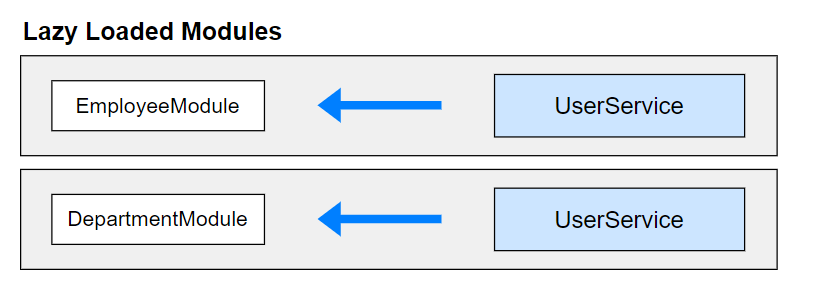 Lazy Loaded Modules
EmployeeModule
UserService
DepartmentModule
UserService